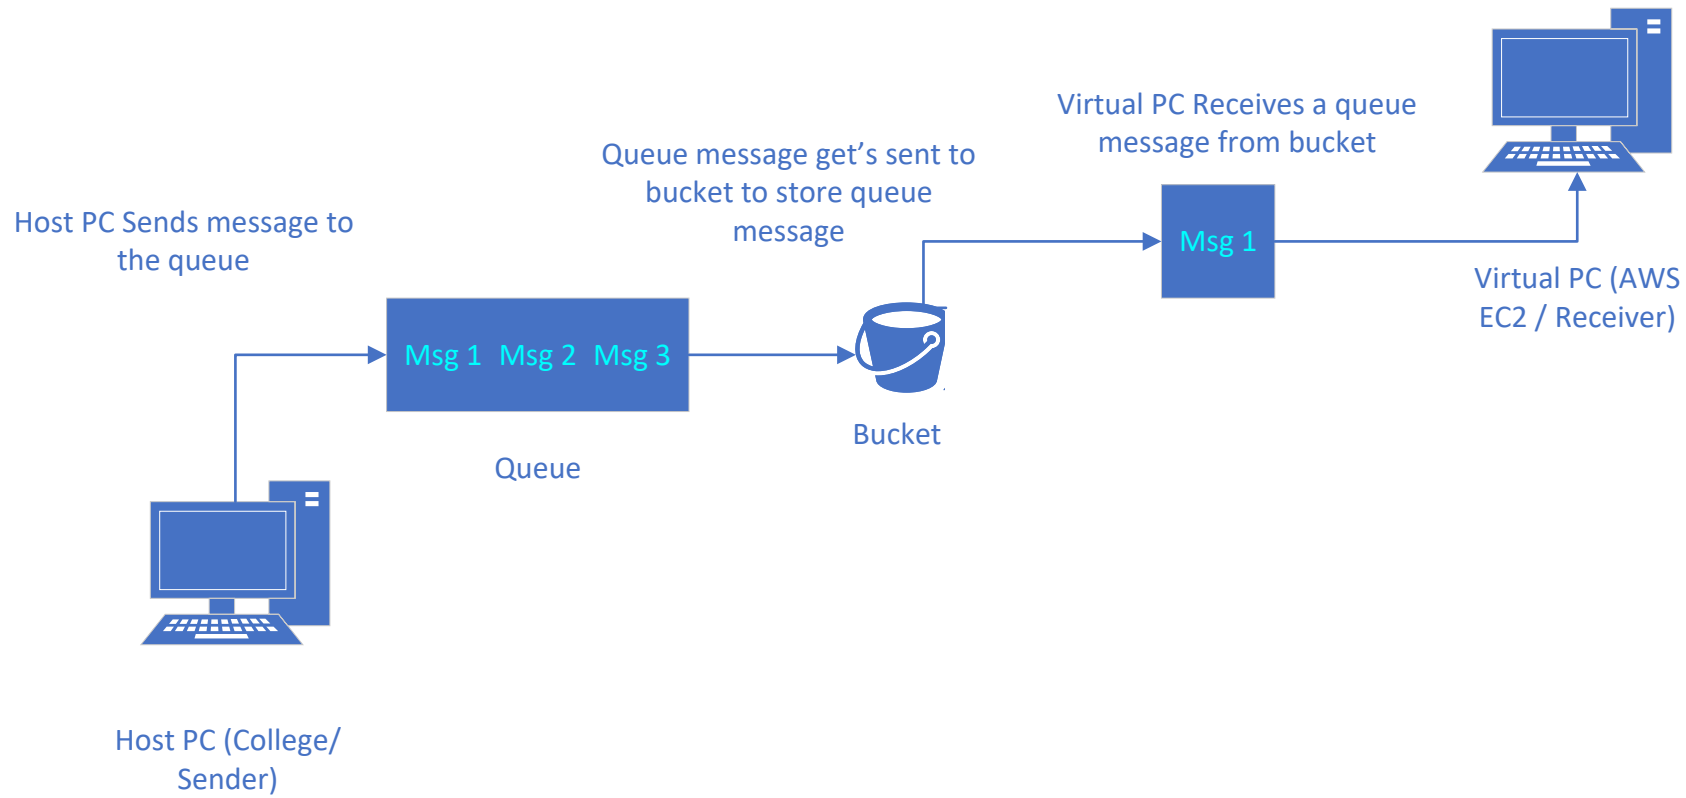 Host PC Sends message to
the queue
Queue message get's sent to
bucket to store queue
message
Virtual PC Receives a queue
message from bucket
Msg 1 Msg 2 Msg 3
Queue
Bucket
Msg 1
Virtual PC (AWS
EC2 / Receiver)
Host PC (College/
Sender)